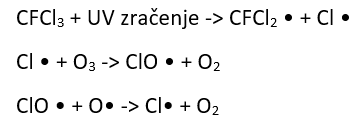 CFCl₃ + UV zračenje -> CFCl₂ • + Cl •
Cl • + O₃ -> ClO • + O₂
ClO • + O• -> Cl• + O₂